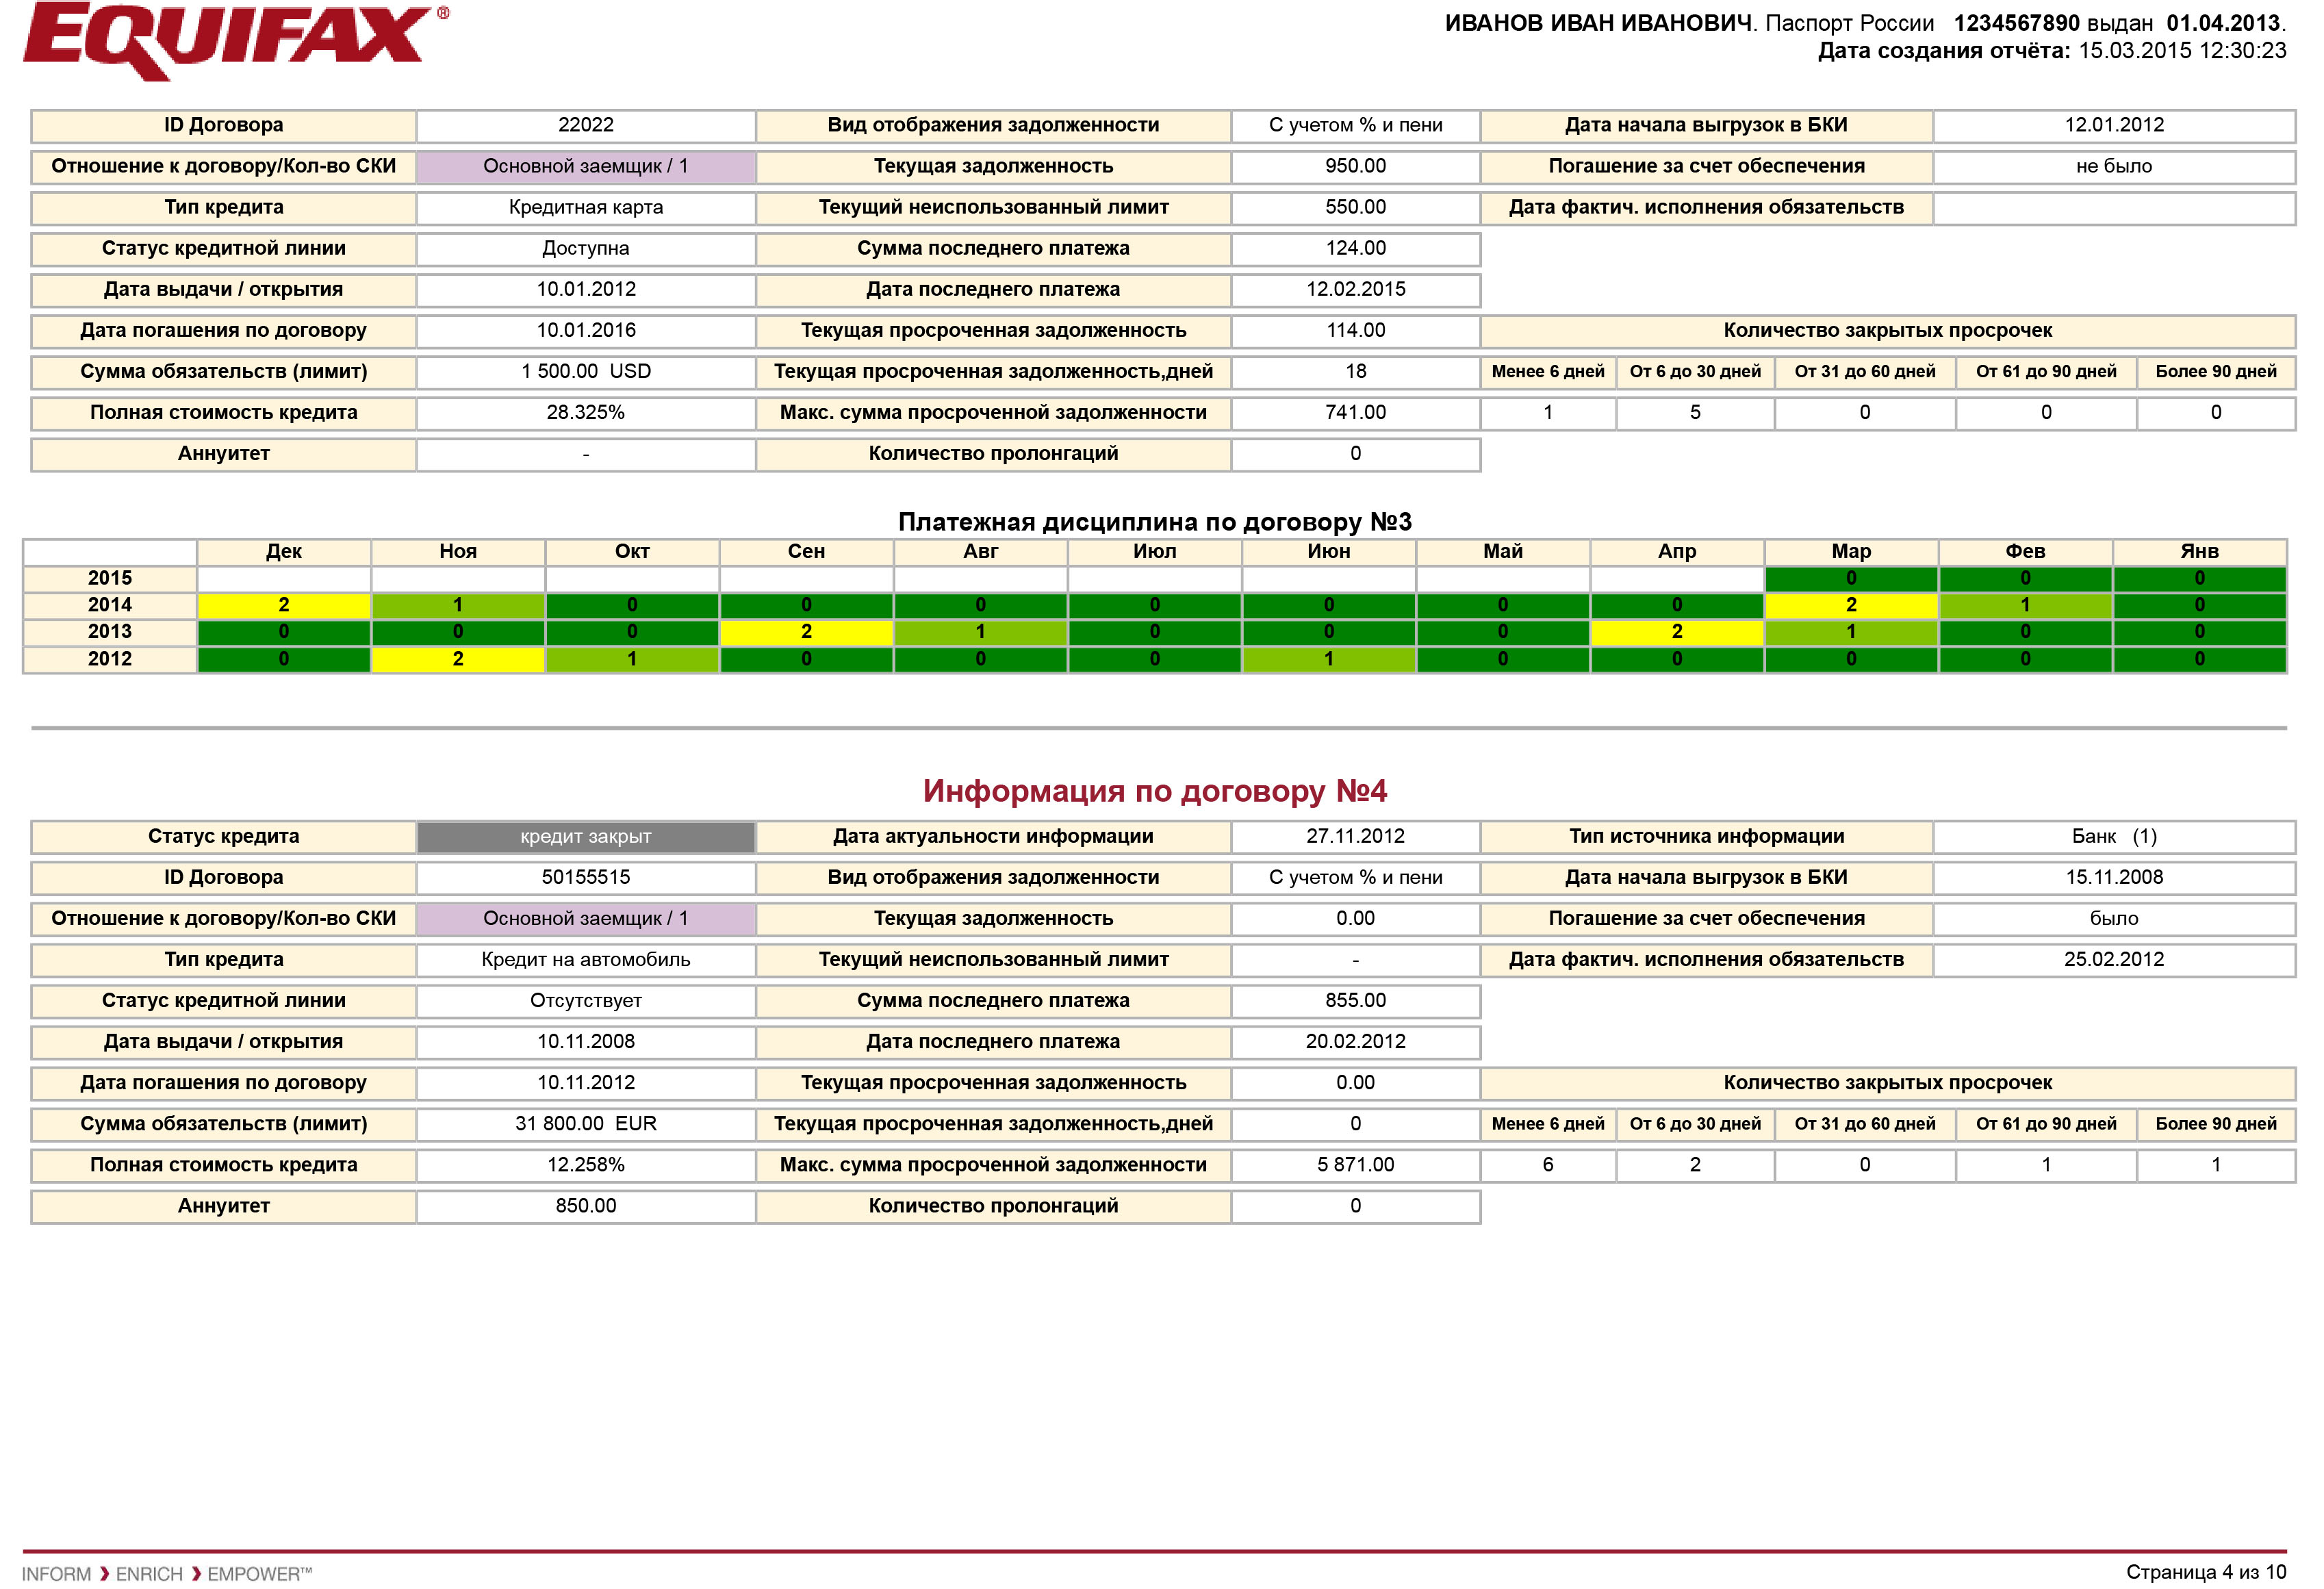 EQUIFAX®
ИВАНОВ ИВАН ИВАНОВИЧ. Паспорт России 1234567890 выдан 01.04.2013.
Дата создания отчёта: 15.03.2015 12:30:23
ID Договора 22022 Вид отображения задолженности С учетом % и пени Дата начала выгрузок в БКИ 12.01.2012
Отношение к договору/Кол-во СКИ Основной заемщик / 1 Текущая задолженность 950.00 Погашение за счет обеспечения не было
Тип кредита Кредитная карта Текущий неиспользованный лимит 550.00 Дата фактич. исполнения обязательств
Статус кредитной линии Доступна Сумма последнего платежа 124.00
Дата выдачи / открытия 10.01.2012 Дата последнего платежа 12.02.2015
Дата погашения по договору 10.01.2016 Текущая просроченная задолженность 114.00 Количество закрытых просрочек
Сумма обязательств (лимит) 1 500.00 USD Текущая просроченная задолженность,дней 18 Менее 6 дней От 6 до 30 дней От 31 до 60 дней От 61 до 90 дней Более 90 дней
Полная стоимость кредита 28.325% Макс. сумма просроченной задолженности 741.00 1 5 0 0 0
Аннуитет - Количество пролонгаций 0
Платежная дисциплина по договору №3
Дек Ноя Окт Сен Авг Июл Июн Май Апр Мар Фев Янв
2015 0 0 0
2014 2 1 0 0 0 0 0 0 0 2 1 0
2013 0 0 0 2 1 0 0 0 2 1 0 0
2012 0 2 1 0 0 0 1 0 0 0 0 0
Информация по договору №4
Статус кредита кредит закрыт Дата актуальности информации 27.11.2012 Тип источника информации Банк (1)
ID Договора 50155515 Вид отображения задолженности С учетом % и пени Дата начала выгрузок в БКИ 15.11.2008
Отношение к договору/Кол-во СКИ Основной заемщик / 1 Текущая задолженность 0.00 Погашение за счет обеспечения было
Тип кредита Кредит на автомобиль Текущий неиспользованный лимит - Дата фактич. исполнения обязательств 25.02.2012
Статус кредитной линии Отсутствует Сумма последнего платежа 855.00
Дата выдачи / открытия 10.11.2008 Дата последнего платежа 20.02.2012
Дата погашения по договору 10.11.2012 Текущая просроченная задолженность 0.00 Количество закрытых просрочек
Сумма обязательств (лимит) 31 800.00 EUR Текущая просроченная задолженность,дней 0 Менее 6 дней От 6 до 30 дней От 31 до 60 дней От 61 до 90 дней Более 90 дней
Полная стоимость кредита 12.258% Макс. сумма просроченной задолженности 5 871.00 6 2 0 1 1
Аннуитет 850.00 Количество пролонгаций 0
INFORM ❯ ENRICH ❯ EMPOWER™
Страница 4 из 10